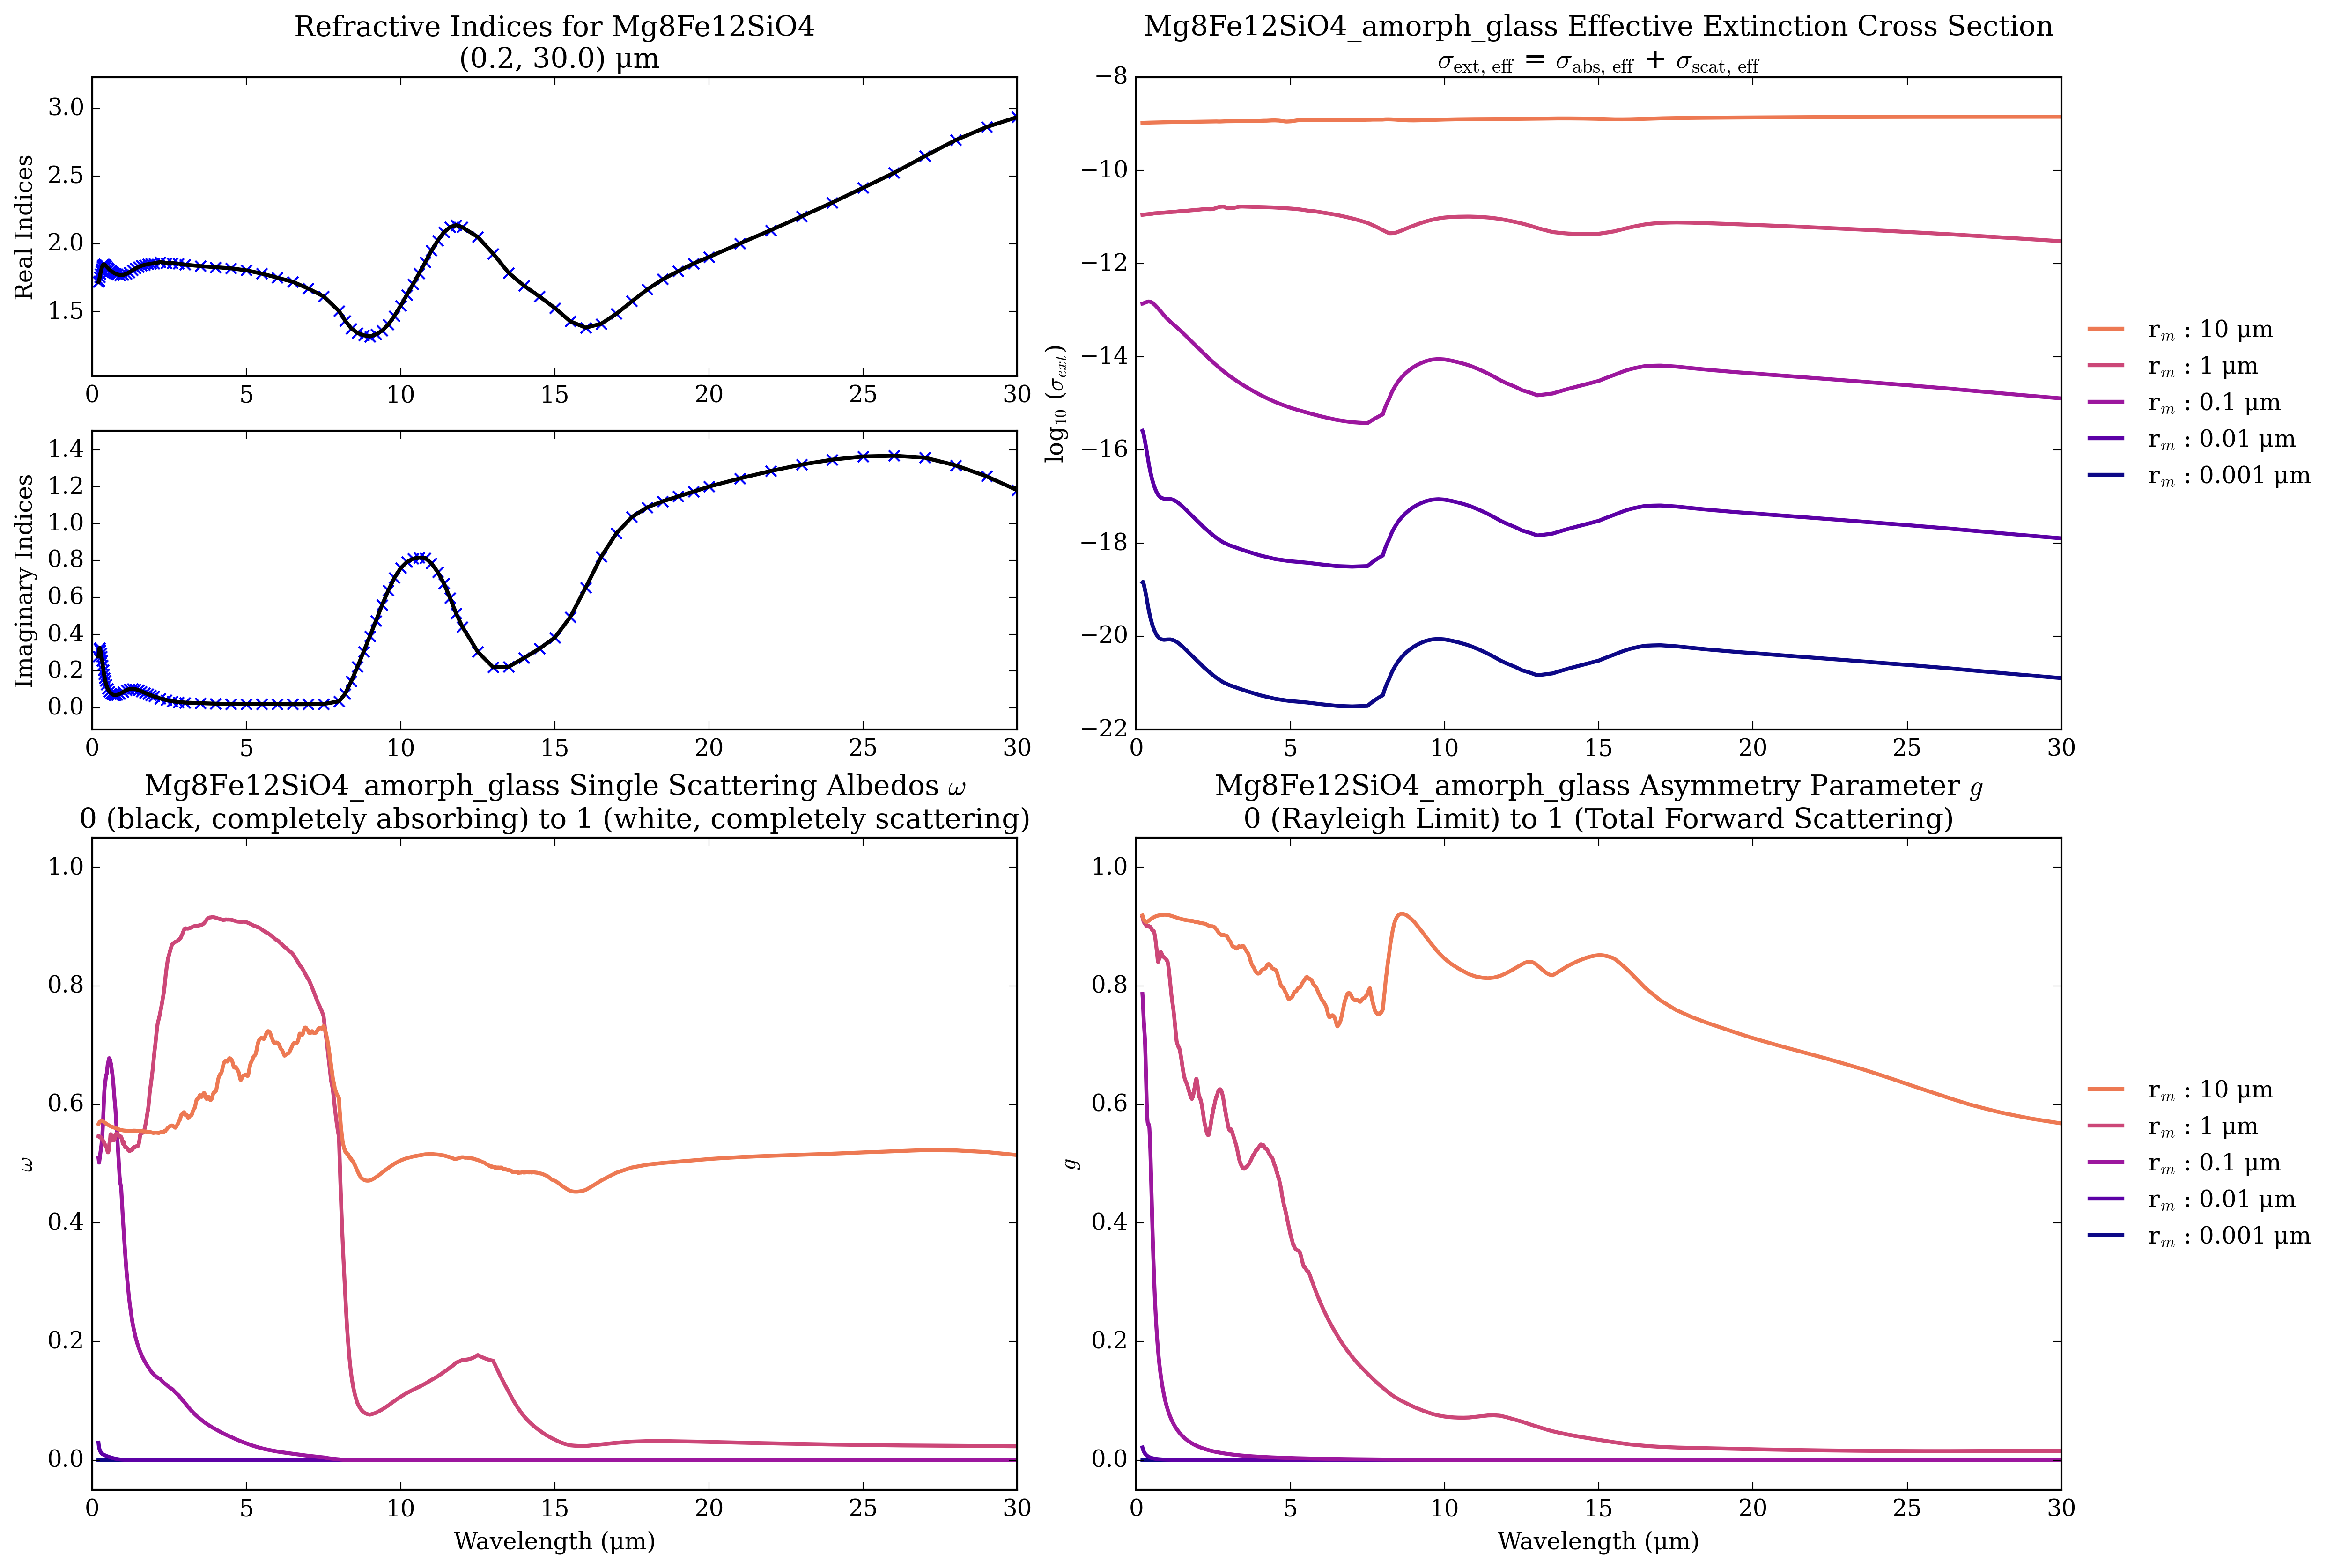 Refractive Indices for Mg8Fe12SiO4
(0.2, 30.0) μm
Real Indices
3.0
2.5
2.0
1.5
0 5 10 15 20 25 30
Imaginary Indices
1.4
1.2
1.0
0.8
0.6
0.4
0.2
0.0
0 5 10 15 20 25 30
Mg8Fe12SiO4_amorph_glass Effective Extinction Cross Section
σext, eff = σabs, eff + σscat, eff
log10 (σext)
−8
−10
−12
−14
−16
−18
−20
−22
0 5 10 15 20 25 30
rm : 10 μm
rm : 1 μm
rm : 0.1 μm
rm : 0.01 μm
rm : 0.001 μm
Mg8Fe12SiO4_amorph_glass Single Scattering Albedos ω
0 (black, completely absorbing) to 1 (white, completely scattering)
ω
1.0
0.8
0.6
0.4
0.2
0.0
0 5 10 15 20 25 30
Wavelength (μm)
Mg8Fe12SiO4_amorph_glass Asymmetry Parameter g
0 (Rayleigh Limit) to 1 (Total Forward Scattering)
g
1.0
0.8
0.6
0.4
0.2
0.0
0 5 10 15 20 25 30
Wavelength (μm)
rm : 10 μm
rm : 1 μm
rm : 0.1 μm
rm : 0.01 μm
rm : 0.001 μm